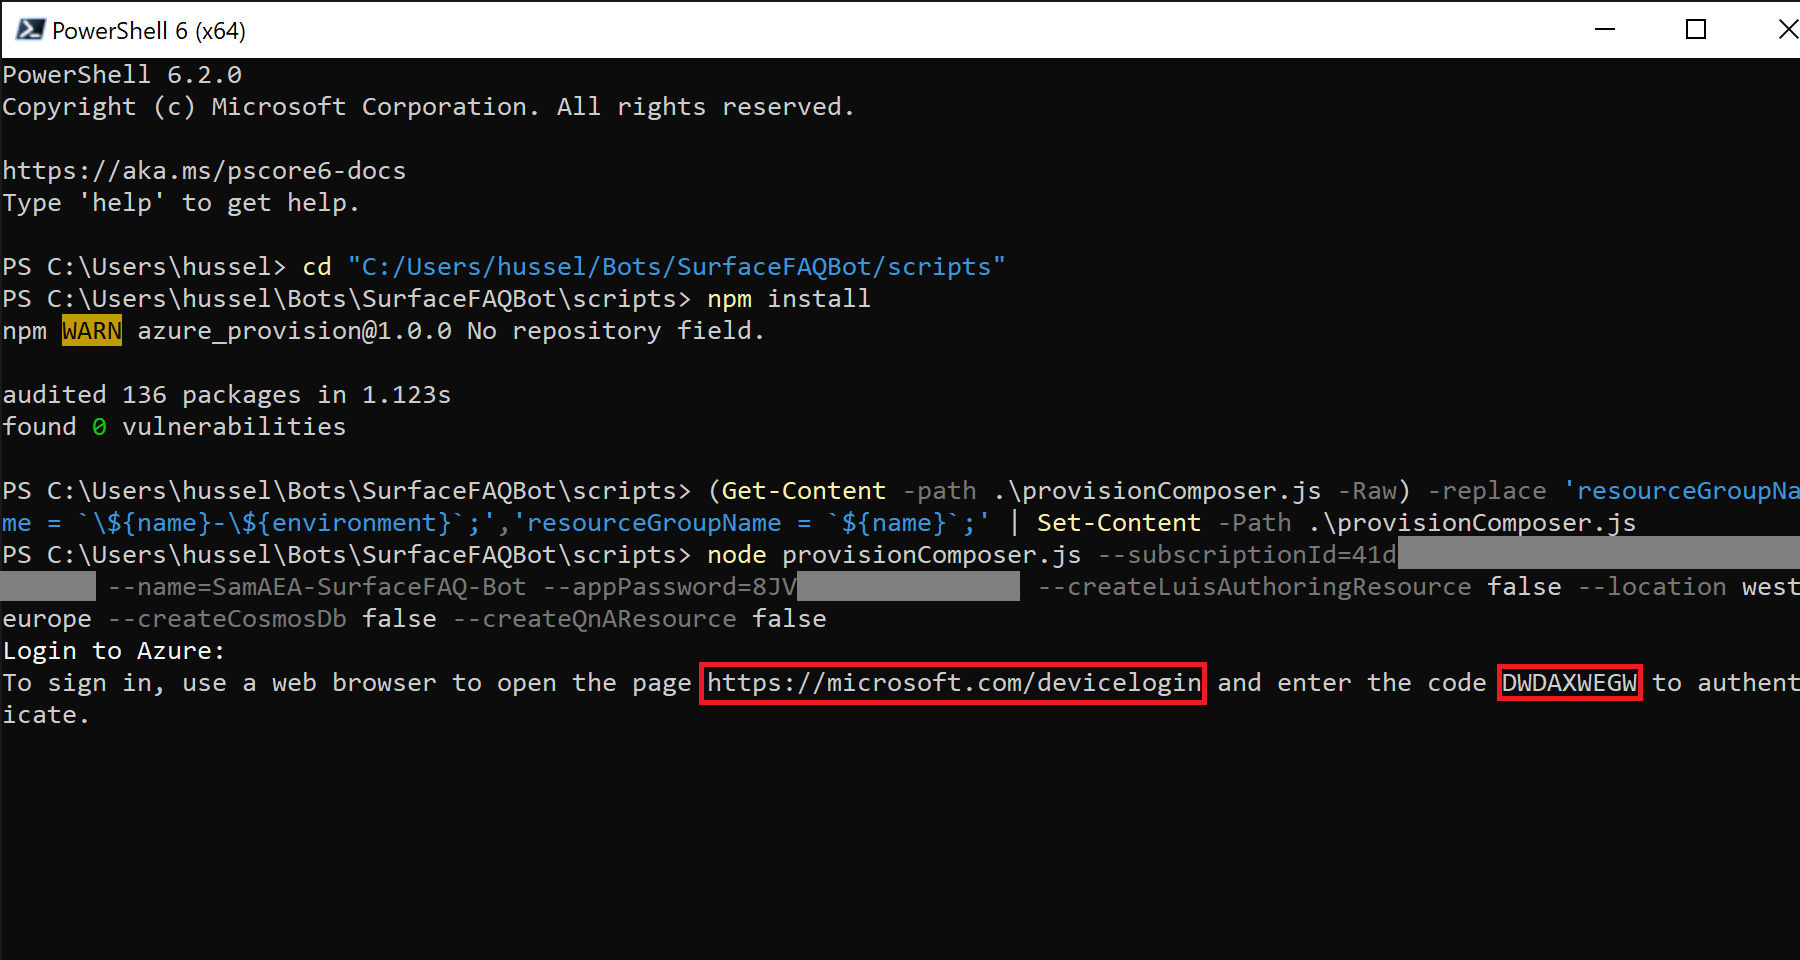 PowerShell 6 (x64)
PowerShell 6.2.0
Copyright (c) Microsoft Corporation. All rights reserved.
https://aka.ms/pscore6-docs
Type 'help' to get help.
PS C:\Users\hussel> cd "C:/Users/hussel/Bots/SurfaceFAQBot/scripts"
PS C:\Users\hussel\Bots\SurfaceFAQBot\scripts> npm install
npm WARN azure_provision@1.0.0 No repository field.
audited 136 packages in 1.123s
found 0 vulnerabilities
PS C:\Users\hussel\Bots\SurfaceFAQBot\scripts> (Get-Content -path .\provisionComposer.js -Raw) -replace 'resourceGroupNa
me = `\${name}-\${environment}`;','resourceGroupName = `${name}`;' | Set-Content -Path .\provisionComposer.js
PS C:\Users\hussel\Bots\SurfaceFAQBot\scripts> node provisionComposer.js --subscriptionId=41d
--name=SamAEA-SurfaceFAQ-Bot --appPassword=8JV --createLuisAuthoringResource false --location west
europe --createCosmosDb false --createQnAResource false
Login to Azure:
To sign in, use a web browser to open the page https://microsoft.com/devicelogin and enter the code DWDAXWEGW to authent
icate.